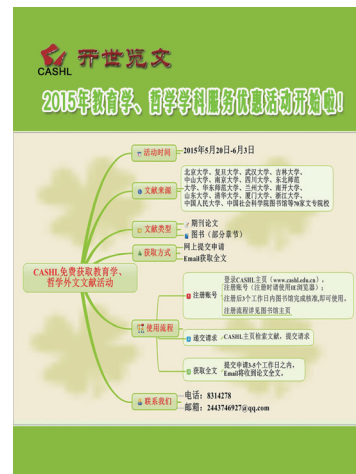 CASHL
开世览文
2015年教育学、哲学学科服务优惠活动开始啦!
CASHL免费获取教育学、
哲学外文文献活动
活动时间
2015年5月20日-6月3日
文献来源
北京大学、复旦大学、武汉大学、吉林大学、
中山大学、南京大学、四川大学、东北师范
大学、华东师范大学、兰州大学、南开大学、
山东大学、清华大学、厦门大学、浙江大学、
中国人民大学、中国社会科学院图书馆等70家文专院校
文献类型
期刊论文
图书(部分章节)
获取方式
网上提交申请
Email获取全文
使用流程
注册账号
登录CASHL主页(www.cashl.edu.cn),
注册账号(注册时请使用IE浏览器);
注册后3个工作日内图书馆完成核准,即可使用。
注册流程详见图书馆主页
递交请求
CASHL主页检索文献,提交请求
获取全文
提交申请3-5个工作日之内,
Email将收到论文全文。
联系我们
电话:8314278
邮箱:2443746927@qq.com